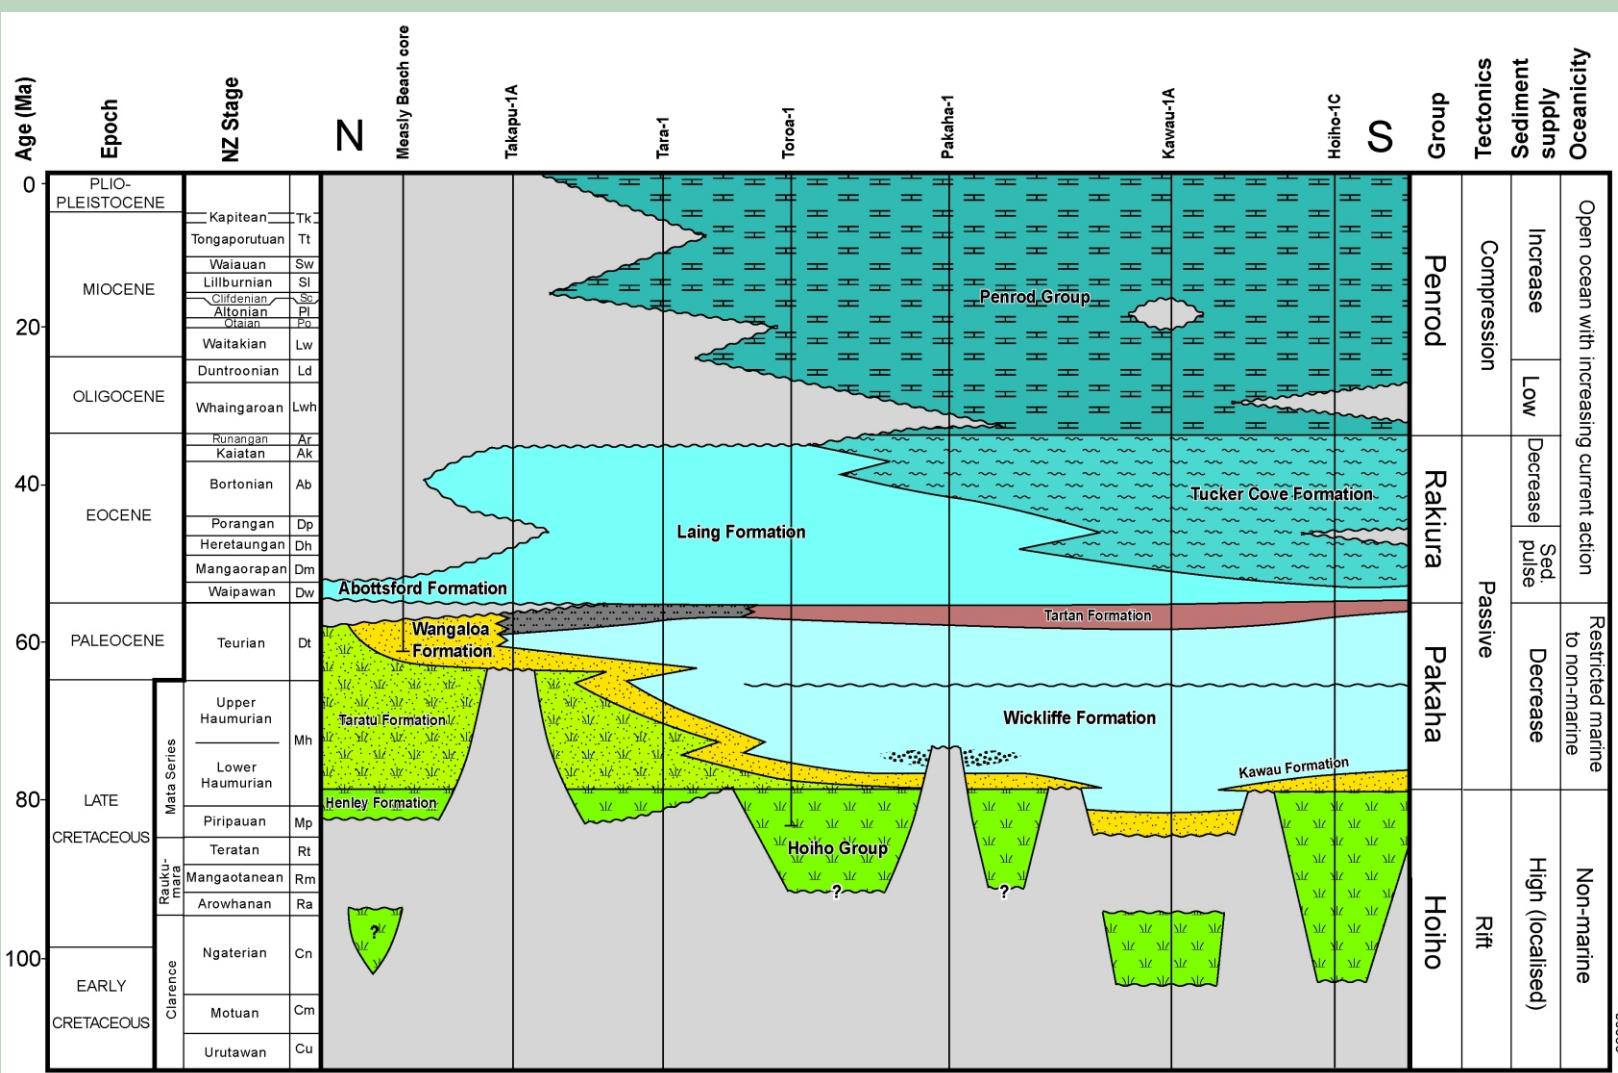 Age (Ma)
Epoch
NZ Stage
N
Measly Beach core
Takapu-1A
Tara-1
Toroa-1
Pakaha-1
Kawau-1A
Hoiho-1C
S
Group
Tectonics
Sediment
supply
Oceanicity
0
20
40
60
80
100
PLIO-
PLEISTOCENE
MIOCENE
OLIGOCENE
EOCENE
PALEOCENE
LATE
CRETACEOUS
EARLY
CRETACEOUS
Mata Series
Rauku-
mara
Clarence
Kapitean Tk
Tongaporutuan Tt
Waiauan Sw
Lillburnian Sl
Clifdenian Sc
Altonian Pl
Otaian Po
Waitakian Lw
Duntroonian Ld
Whaingaroan Lwh
Runangan Ar
Kaiatan Ak
Bortonian Ab
Porangan Dp
Heretaungan Dh
Mangaorapan Dm
Waipawan Dw
Teurian Dt
Upper
Haumurian
Mh
Lower
Haumurian
Piripauan Mp
Teratan Rt
Mangaotanean Rm
Arowhanan Ra
Ngaterian Cn
Motuan Cm
Urutawan Cu
Penrod Group
Tucker Cove Formation
Laing Formation
Abottsford Formation
Tartan Formation
Wangaloa
Formation
Taratu Formation
Wickliffe Formation
Kawau Formation
Henley Formation
Hoiho Group
?
?
?
Penrod
Rakiura
Pakaha
Hoiho
Compression
Passive
Rift
Increase
Low
Decrease
Sed.
pulse
Decrease
High (localised)
Open ocean with increasing current action
Restricted marine
to non-marine
Non-marine